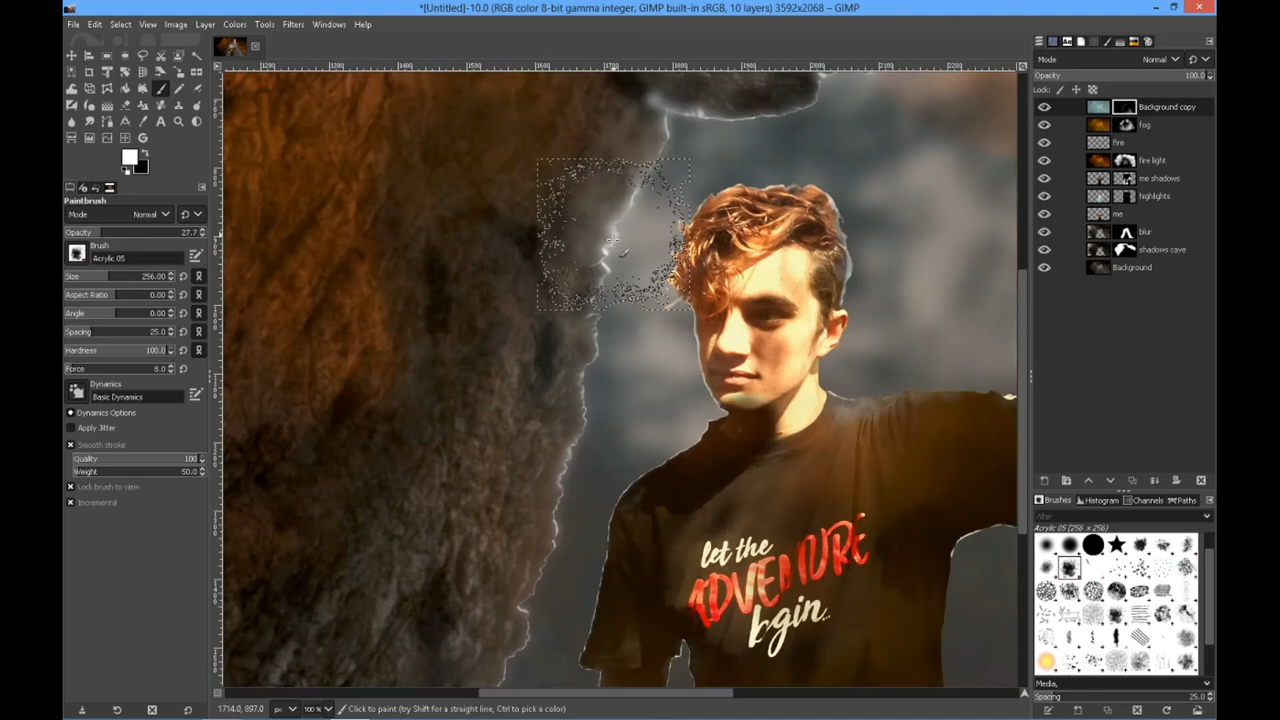 *[Untitled]-10.0 (RGB color 8-bit gamma integer, GIMP built-in sRGB, 10 layers) 3592x2068 – GIMP
File Edit Select View Image Layer Colors Tools Filters Windows Help
Paintbrush
Mode Normal
Opacity 27.7
Brush
Acrylic 05
Size 256.00
Aspect Ratio 0.00
Angle 0.00
Spacing 25.0
Hardness 100.0
Force 8.0
Dynamics
Basic Dynamics
Dynamics Options
Apply Jitter
Smooth stroke
Quality 100
Weight 50.0
Lock brush to view
Incremental
let the
ADVENTURE
begin...
1714.0, 897.0 px 100 % Click to paint (try Shift for a straight line, Ctrl to pick a color)
Mode Normal
Opacity 100.0
Lock:
Background copy
fog
fire
fire light
me shadows
highlights
me
blur
shadows cave
Background
Brushes Histogram Channels Paths
filter
Acrylic 05 (256 × 256)
Media,
Spacing 25.0